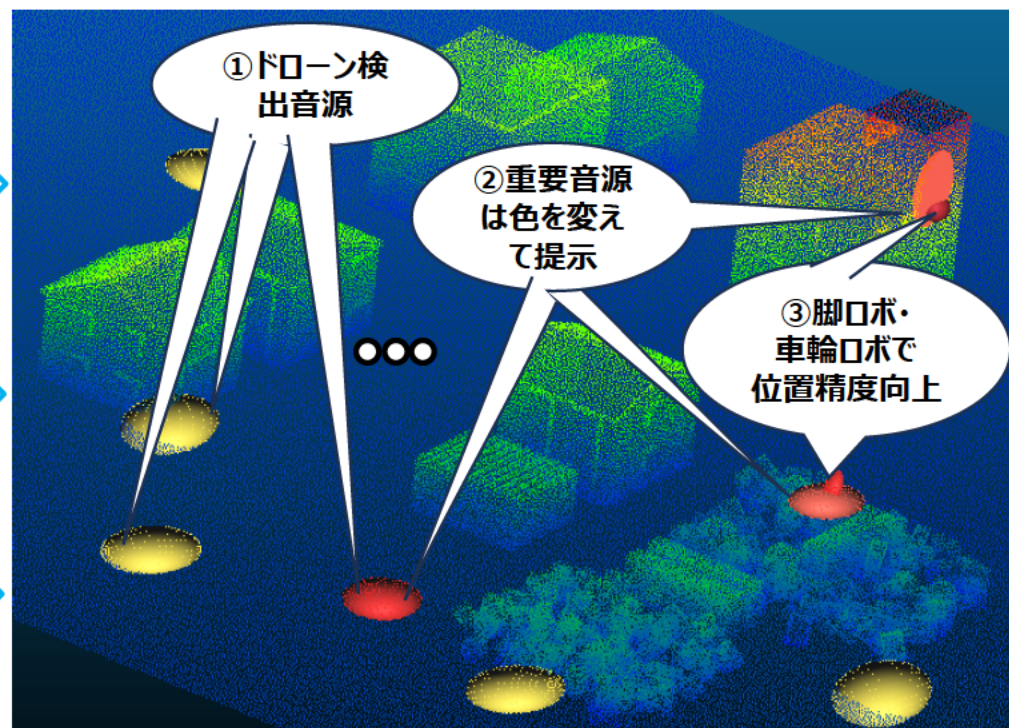 ①ドローン検
出音源
②重要音源
は色を変え
て提示
③脚ロボ・
車輪ロボで
位置精度向上